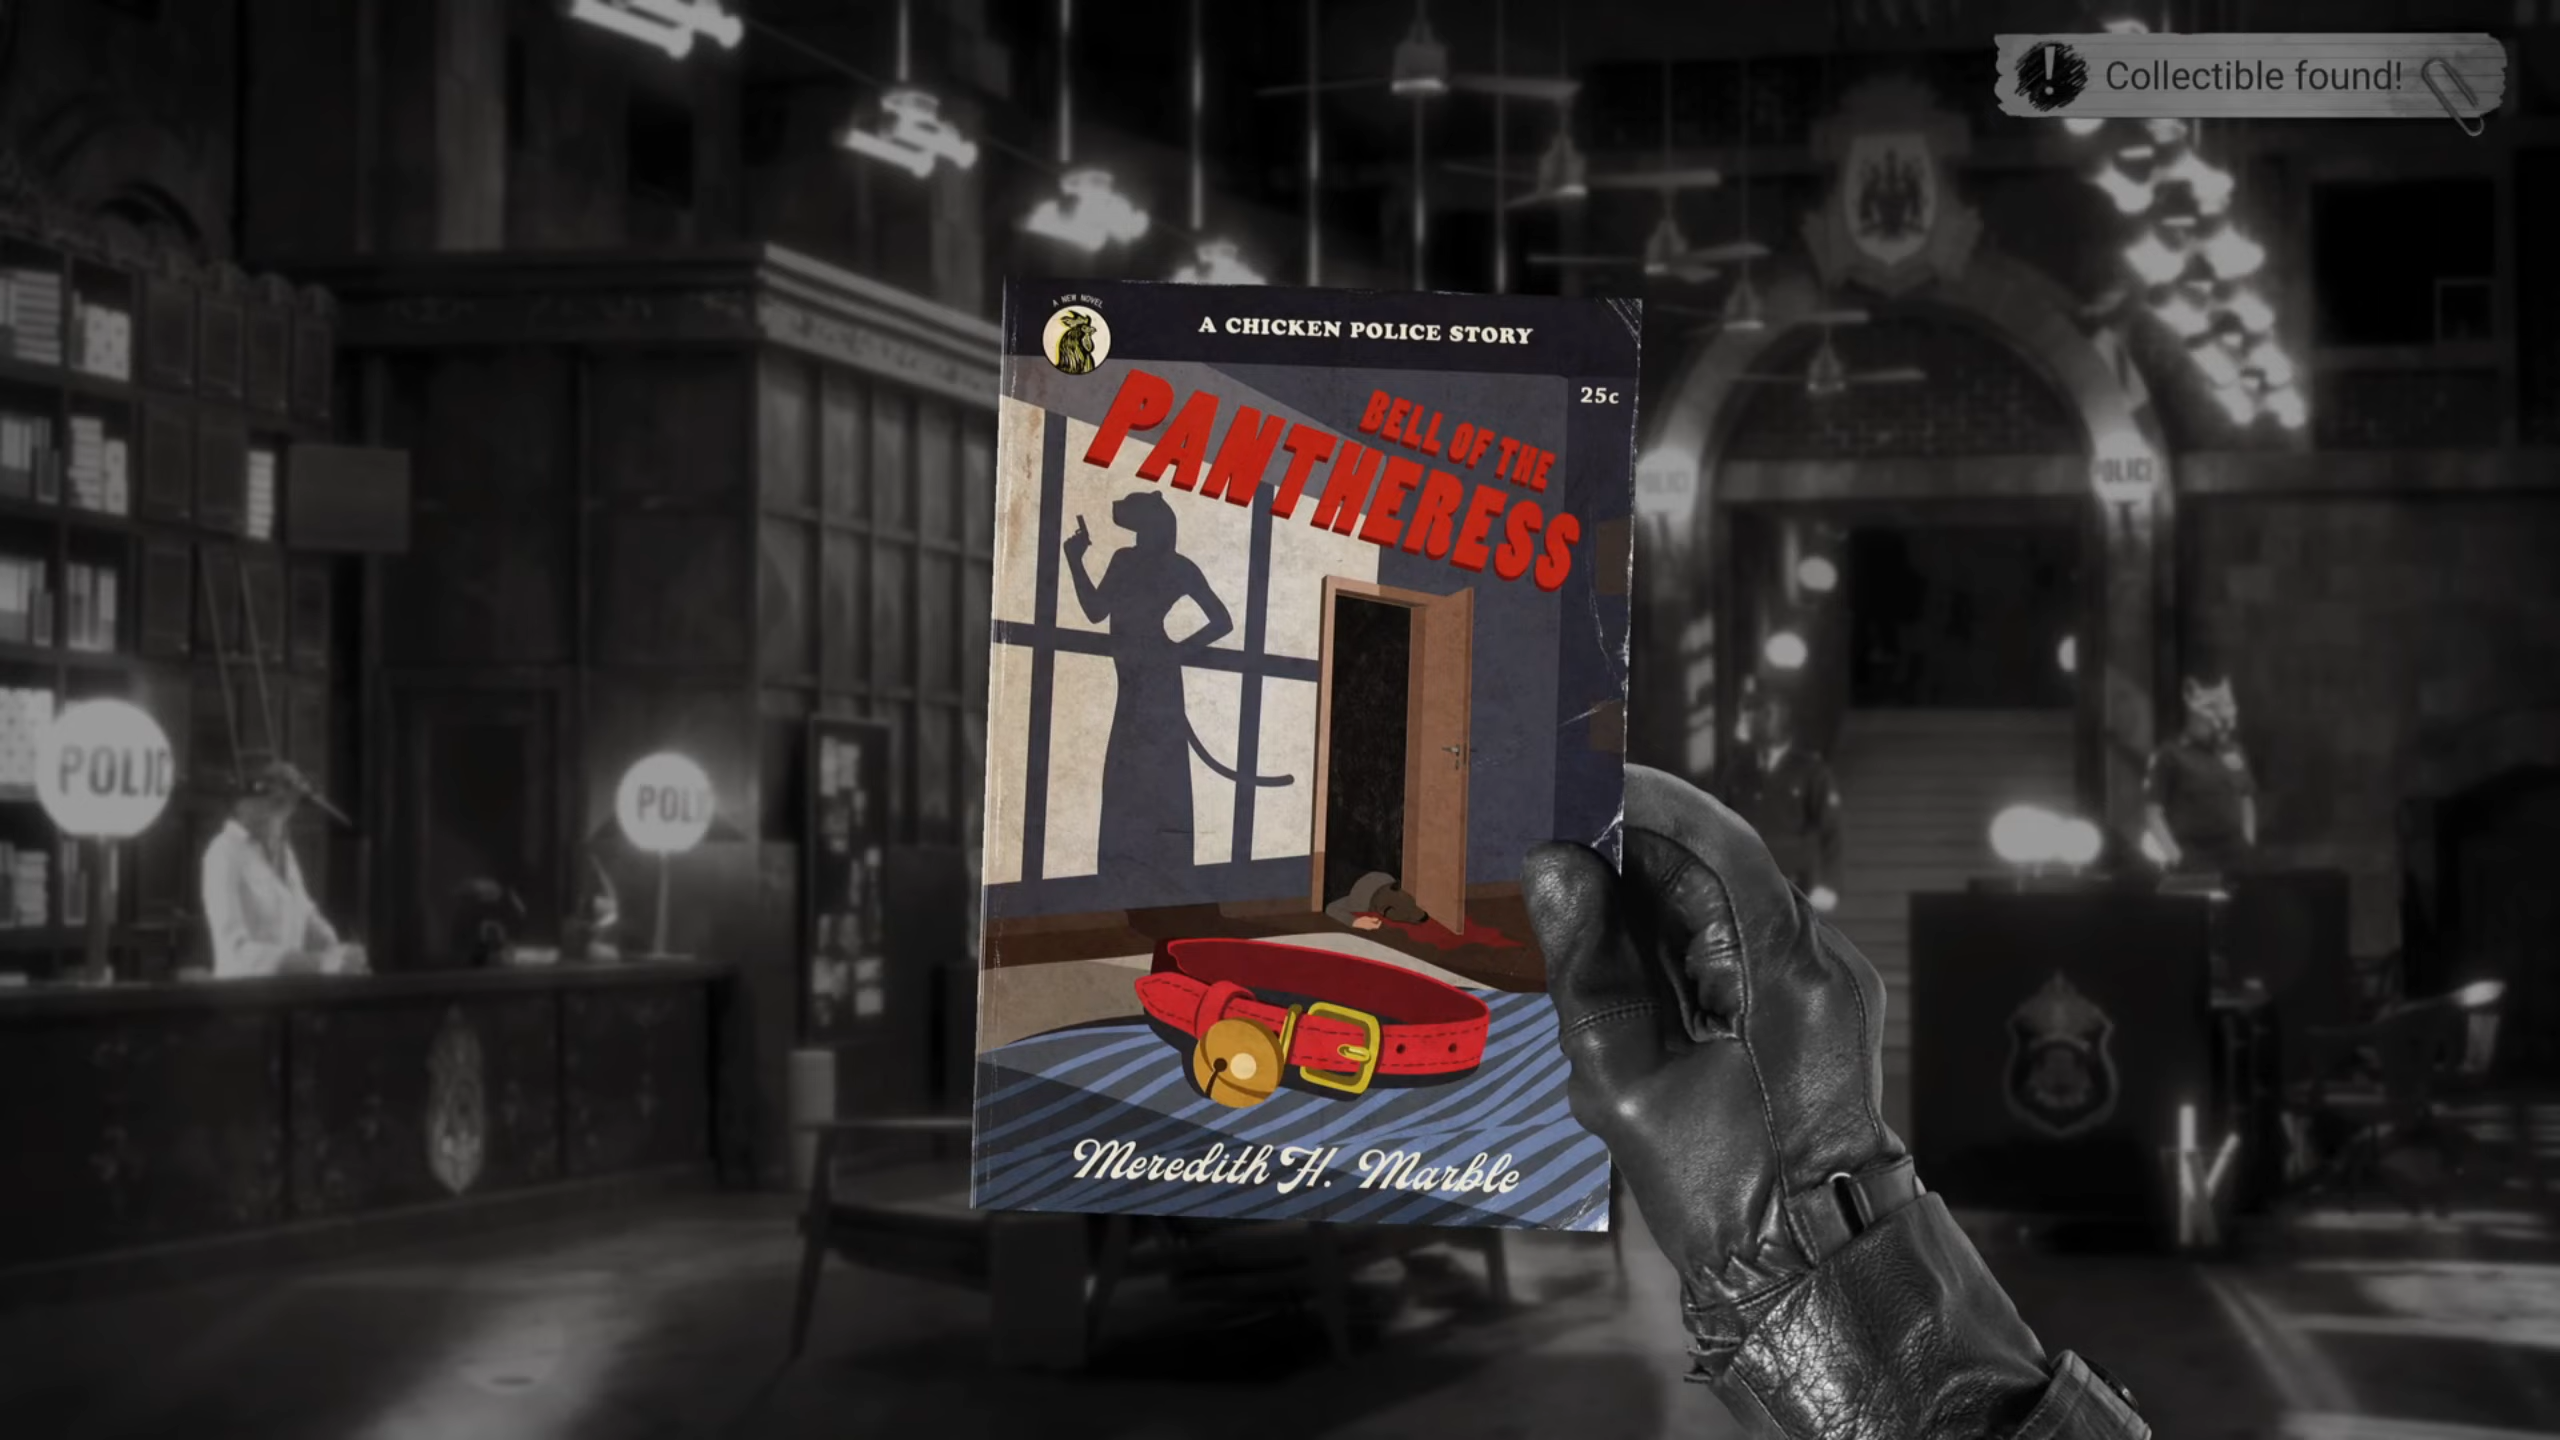 Collectible found!
A NEW NOVEL
A CHICKEN POLICE STORY
25c
BELL OF THE
PANTHERESS
POLICE
POLICE
POLIC
POLI
Meredith H. Marble